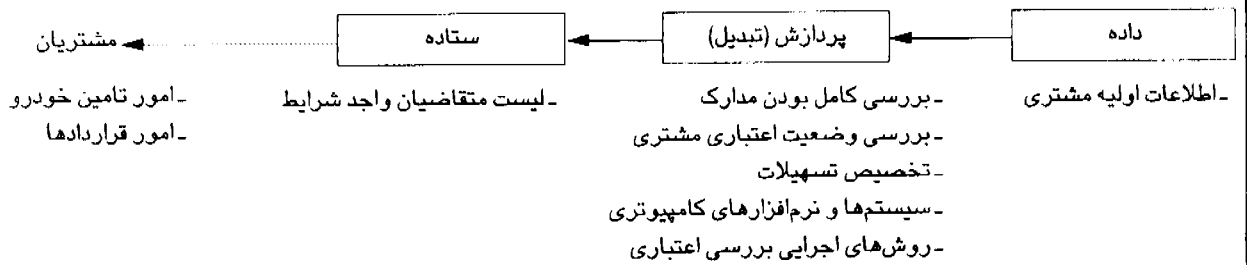 داده
پردازش (تبدیل)
ستاده
مشتریان
ـ اطلاعات اولیه مشتری
ـ بررسی کامل بودن مدارک
ـ بررسی وضعیت اعتباری مشتری
ـ تخصیص تسهیلات
ـ سیستم‌ها و نرم‌افزارهای کامپیوتری
ـ روش‌های اجرایی بررسی اعتباری
ـ لیست متقاضیان واجد شرایط
ـ امور تامین خودرو
ـ امور قراردادها